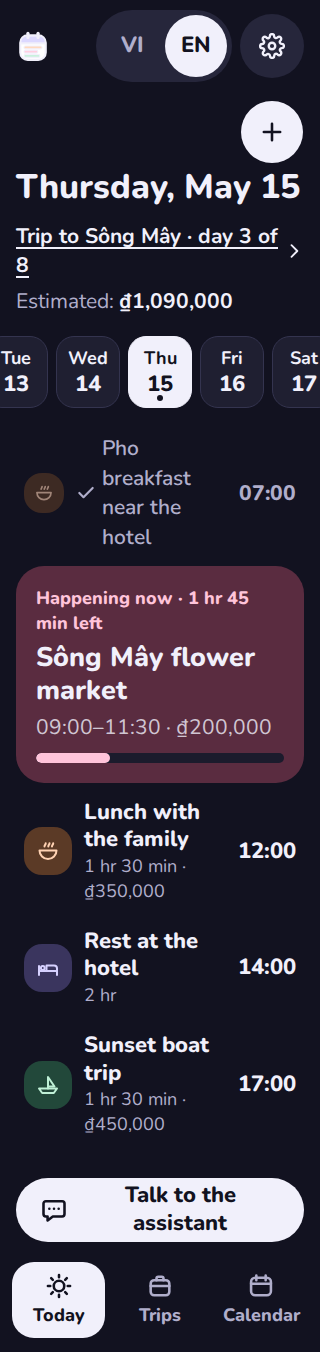 VI
EN
Thursday, May 15
Trip to Sông Mây · day 3 of
8
Estimated: ₫1,090,000
Tue
13
Wed
14
Thu
15
Fri
16
Sat
17
Pho
breakfast
near the
hotel
07:00
Happening now · 1 hr 45
min left
Sông Mây flower
market
09:00–11:30 · ₫200,000
Lunch with
the family
1 hr 30 min ·
₫350,000
12:00
Rest at the
hotel
2 hr
14:00
Sunset boat
trip
1 hr 30 min ·
₫450,000
17:00
Talk to the
assistant
Today
Trips
Calendar